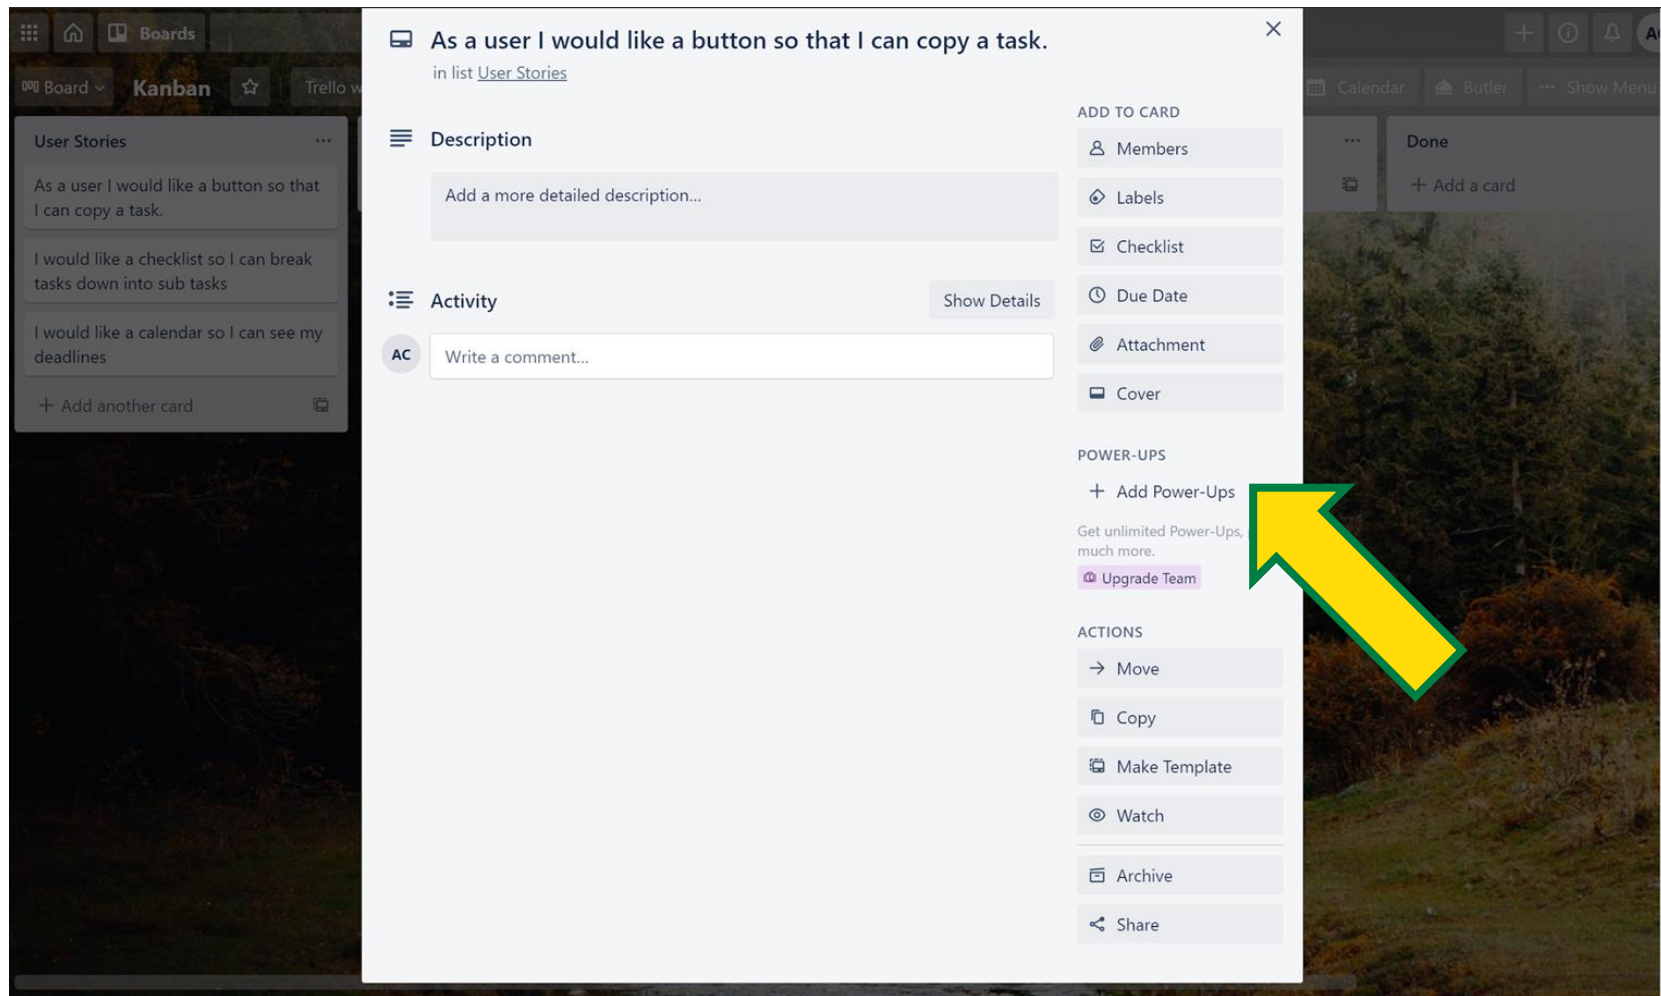 Boards
As a user I would like a button so that I can copy a task.
in list User Stories
Board
Kanban
Trello w
Calendar
Butler
Show Menu
User Stories
As a user I would like a button so that
I can copy a task.
I would like a checklist so I can break
tasks down into sub tasks
I would like a calendar so I can see my
deadlines
Add another card
Description
Add a more detailed description...
Activity
Show Details
AC
Write a comment...
ADD TO CARD
Members
Labels
Checklist
Due Date
Attachment
Cover
POWER-UPS
Add Power-Ups
Get unlimited Power-Ups,
much more.
Upgrade Team
ACTIONS
Move
Copy
Make Template
Watch
Archive
Share
Done
Add a card